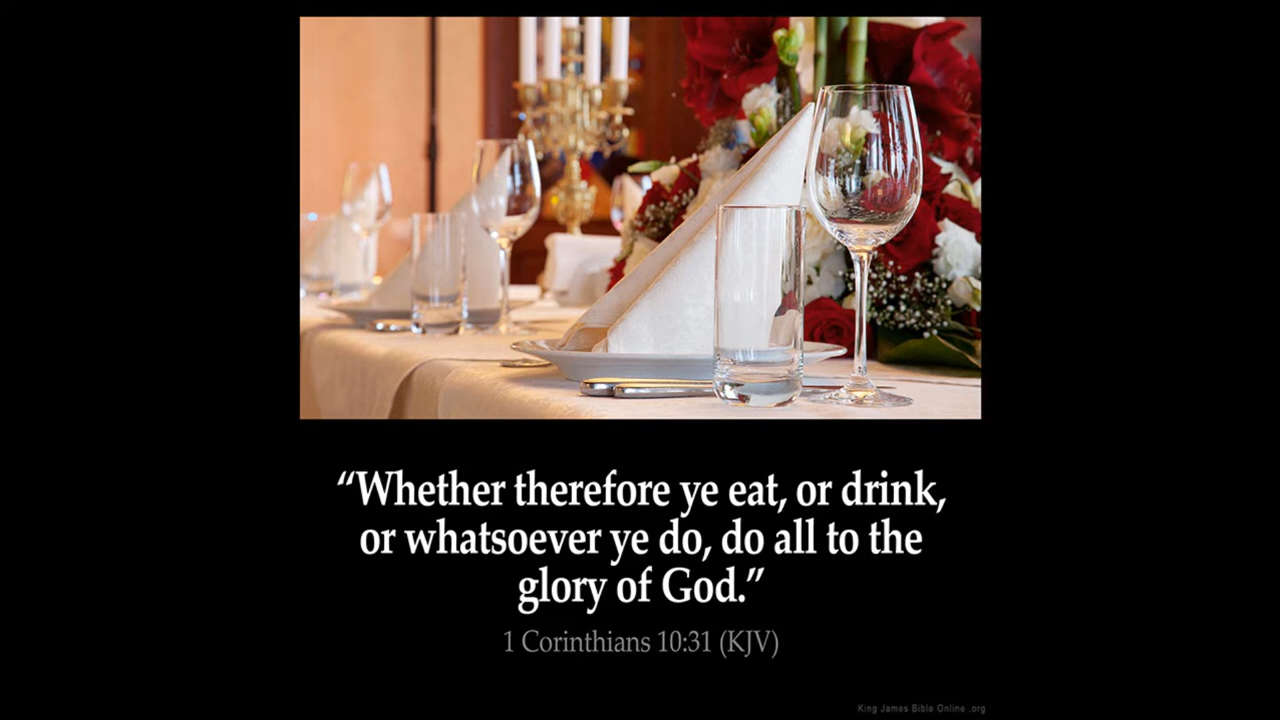 “Whether therefore ye eat, or drink,
or whatsoever ye do, do all to the
glory of God.”
1 Corinthians 10:31 (KJV)
King James Bible Online .org